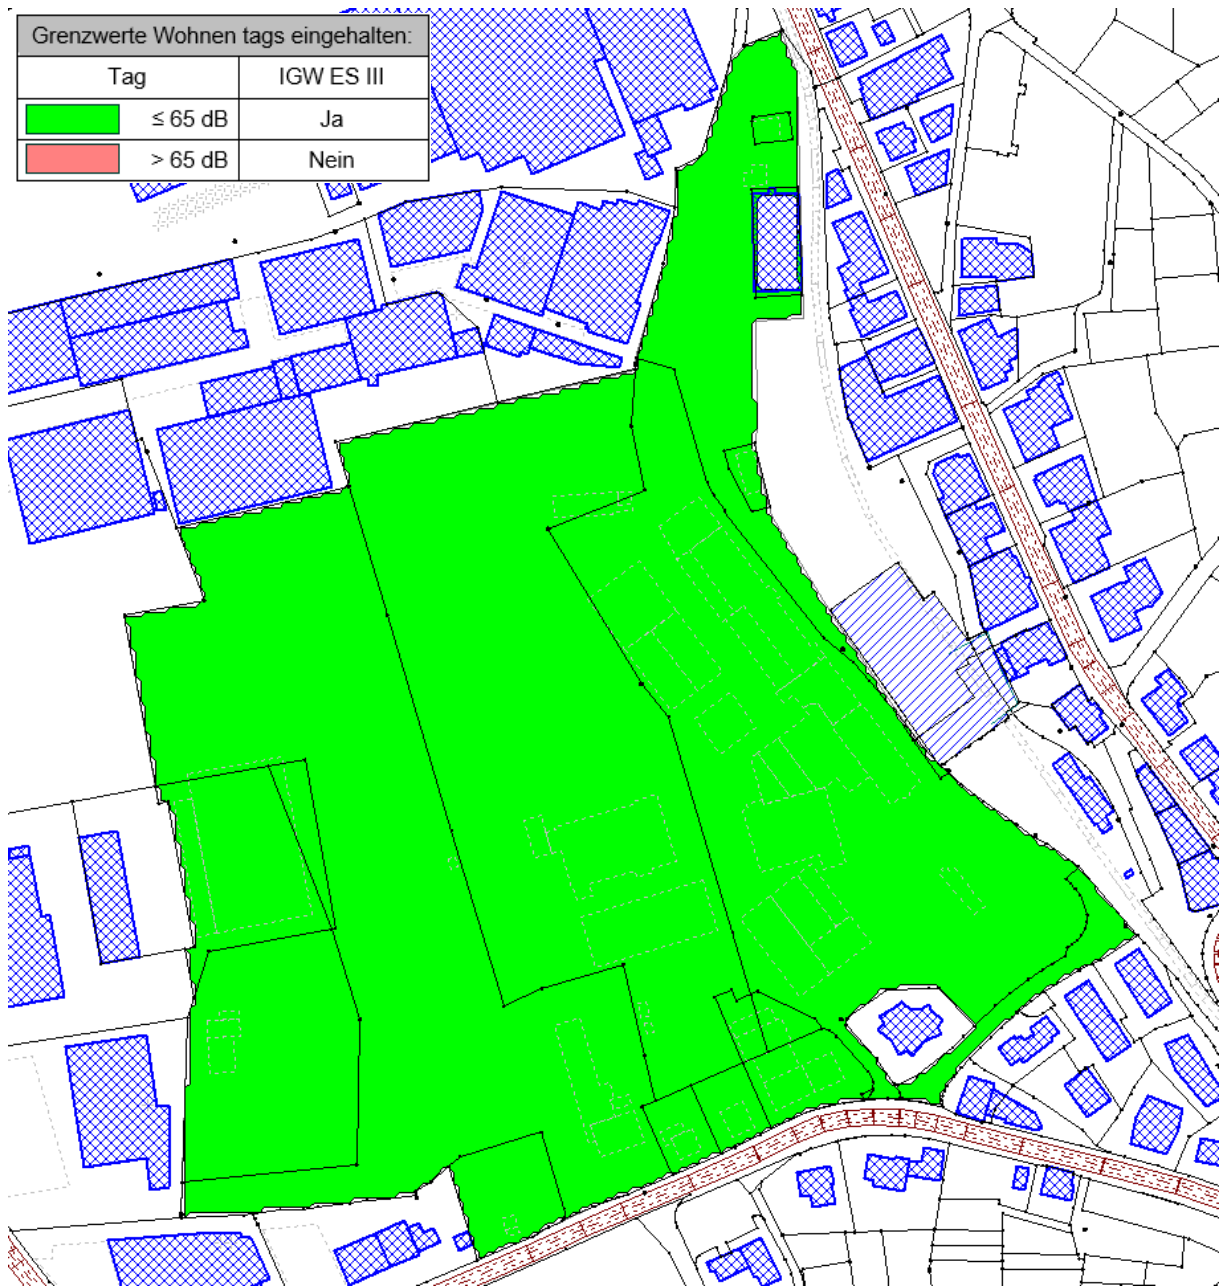 Grenzwerte Wohnen tags eingehalten:
Tag IGW ES III
≤ 65 dB Ja
> 65 dB Nein